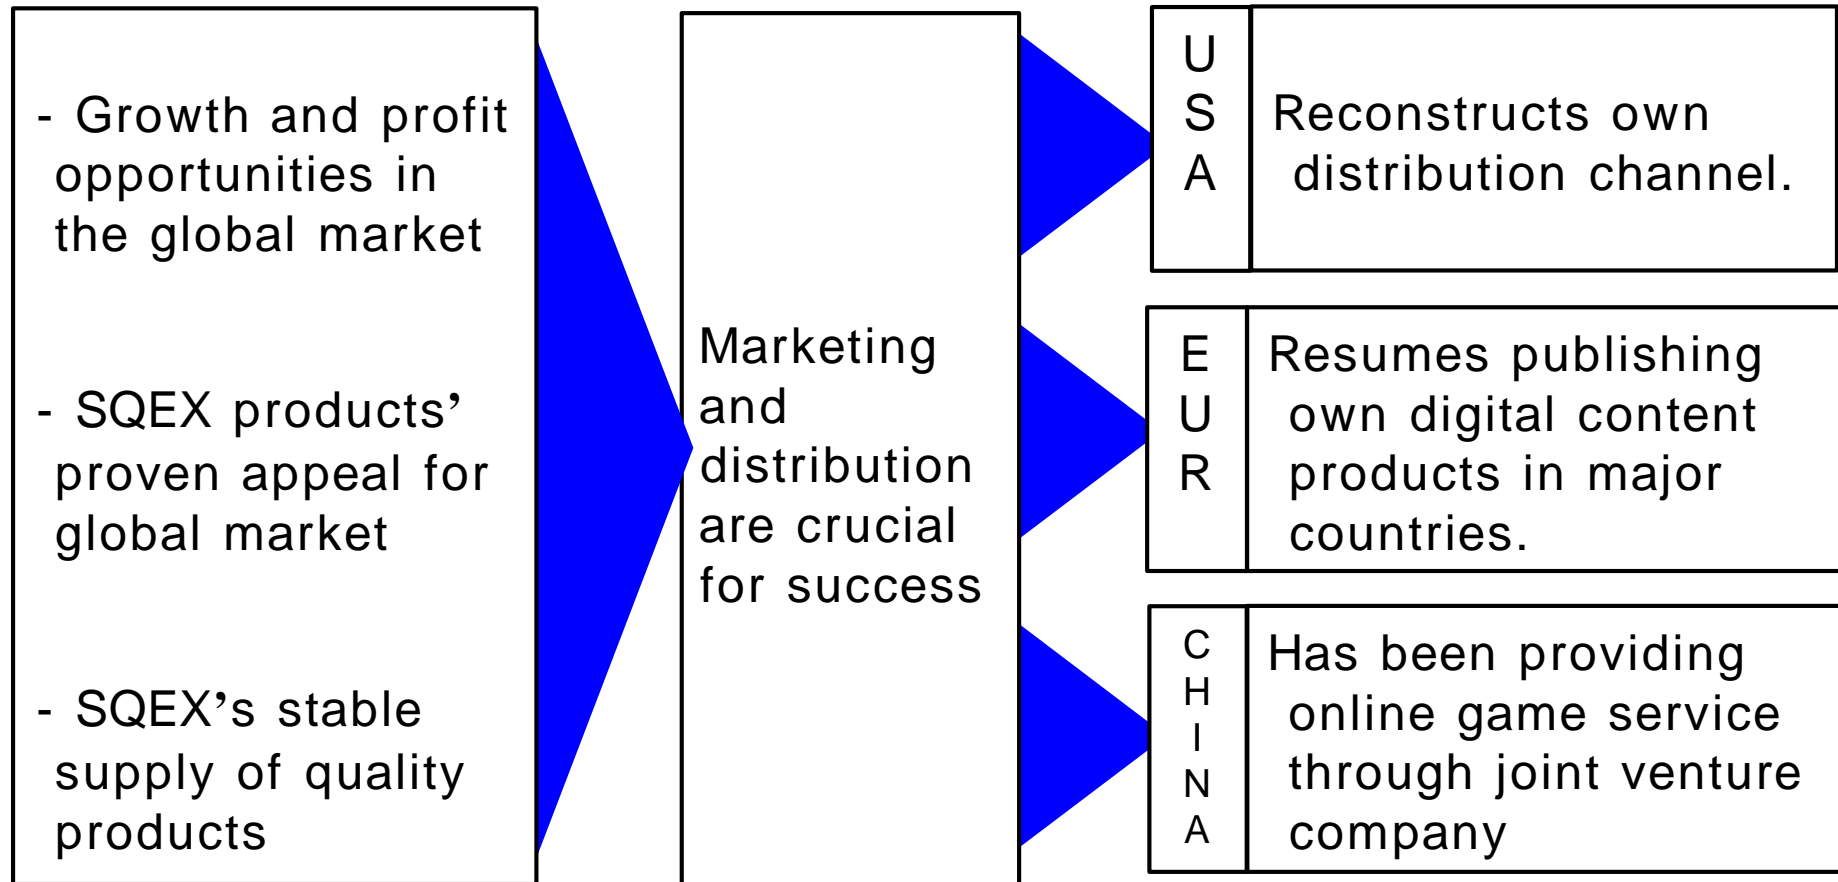 - Growth and profit
opportunities in
the global market
- SQEX products’
proven appeal for
global market
- SQEX’s stable
supply of quality
products
Marketing
and
distribution
are crucial
for success
U
S
A
Reconstructs own
distribution channel.
E
U
R
Resumes publishing
own digital content
products in major
countries.
C
H
I
N
A
Has been providing
online game service
through joint venture
company